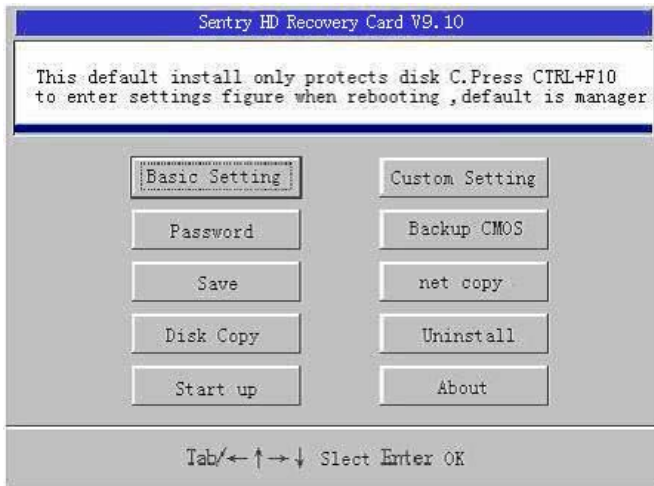 Sentry HD Recovery Card V9.10
This default install only protects disk C.Press CTRL+F10
to enter settings figure when rebooting ,default is manager
Basic Setting
Custom Setting
Password
Backup CMOS
Save
net copy
Disk Copy
Uninstall
Start up
About
Tab/←↑→↓ Slect Enter OK